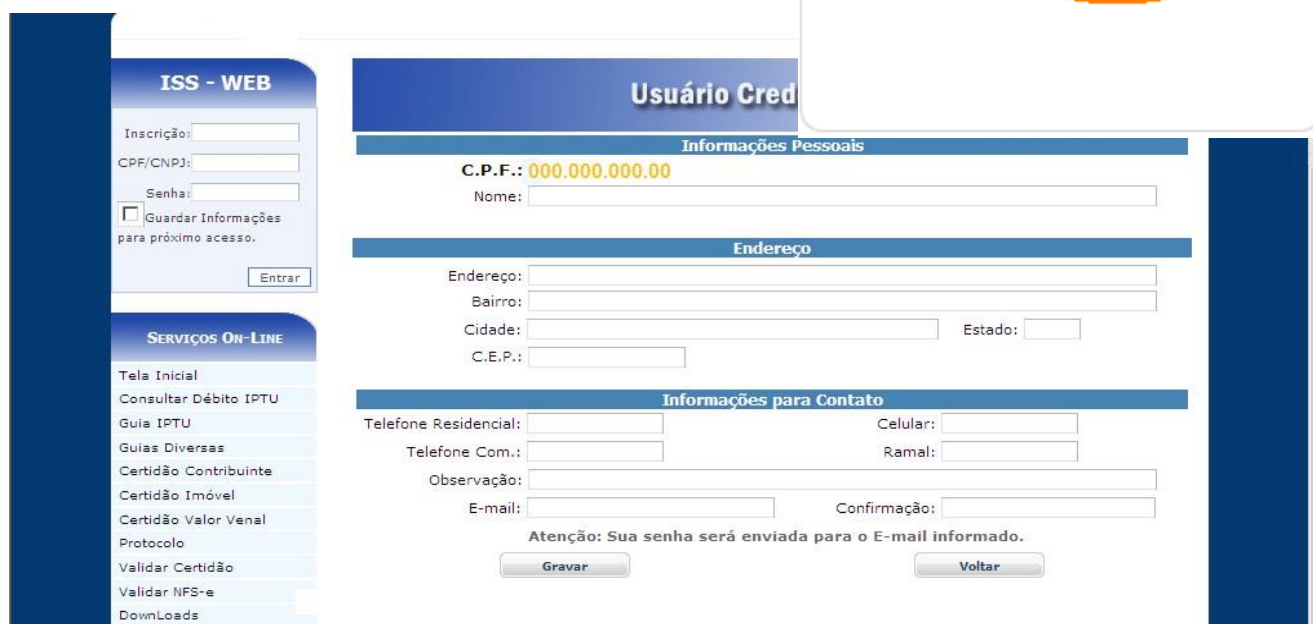 ISS - WEB
Inscrição:
CPF/CNPJ:
Senha:
Guardar Informações
para próximo acesso.
Entrar
SERVIÇOS ON-LINE
Tela Inicial
Consultar Débito IPTU
Guia IPTU
Guias Diversas
Certidão Contribuinte
Certidão Imóvel
Certidão Valor Venal
Protocolo
Validar Certidão
Validar NFS-e
DownLoads
Usuário Cred
Informações Pessoais
C.P.F.: 000.000.000.00
Nome:
Endereço
Endereço:
Bairro:
Cidade: Estado:
C.E.P.:
Informações para Contato
Telefone Residencial: Celular:
Telefone Com.: Ramal:
Observação:
E-mail: Confirmação:
Atenção: Sua senha será enviada para o E-mail informado.
Gravar Voltar